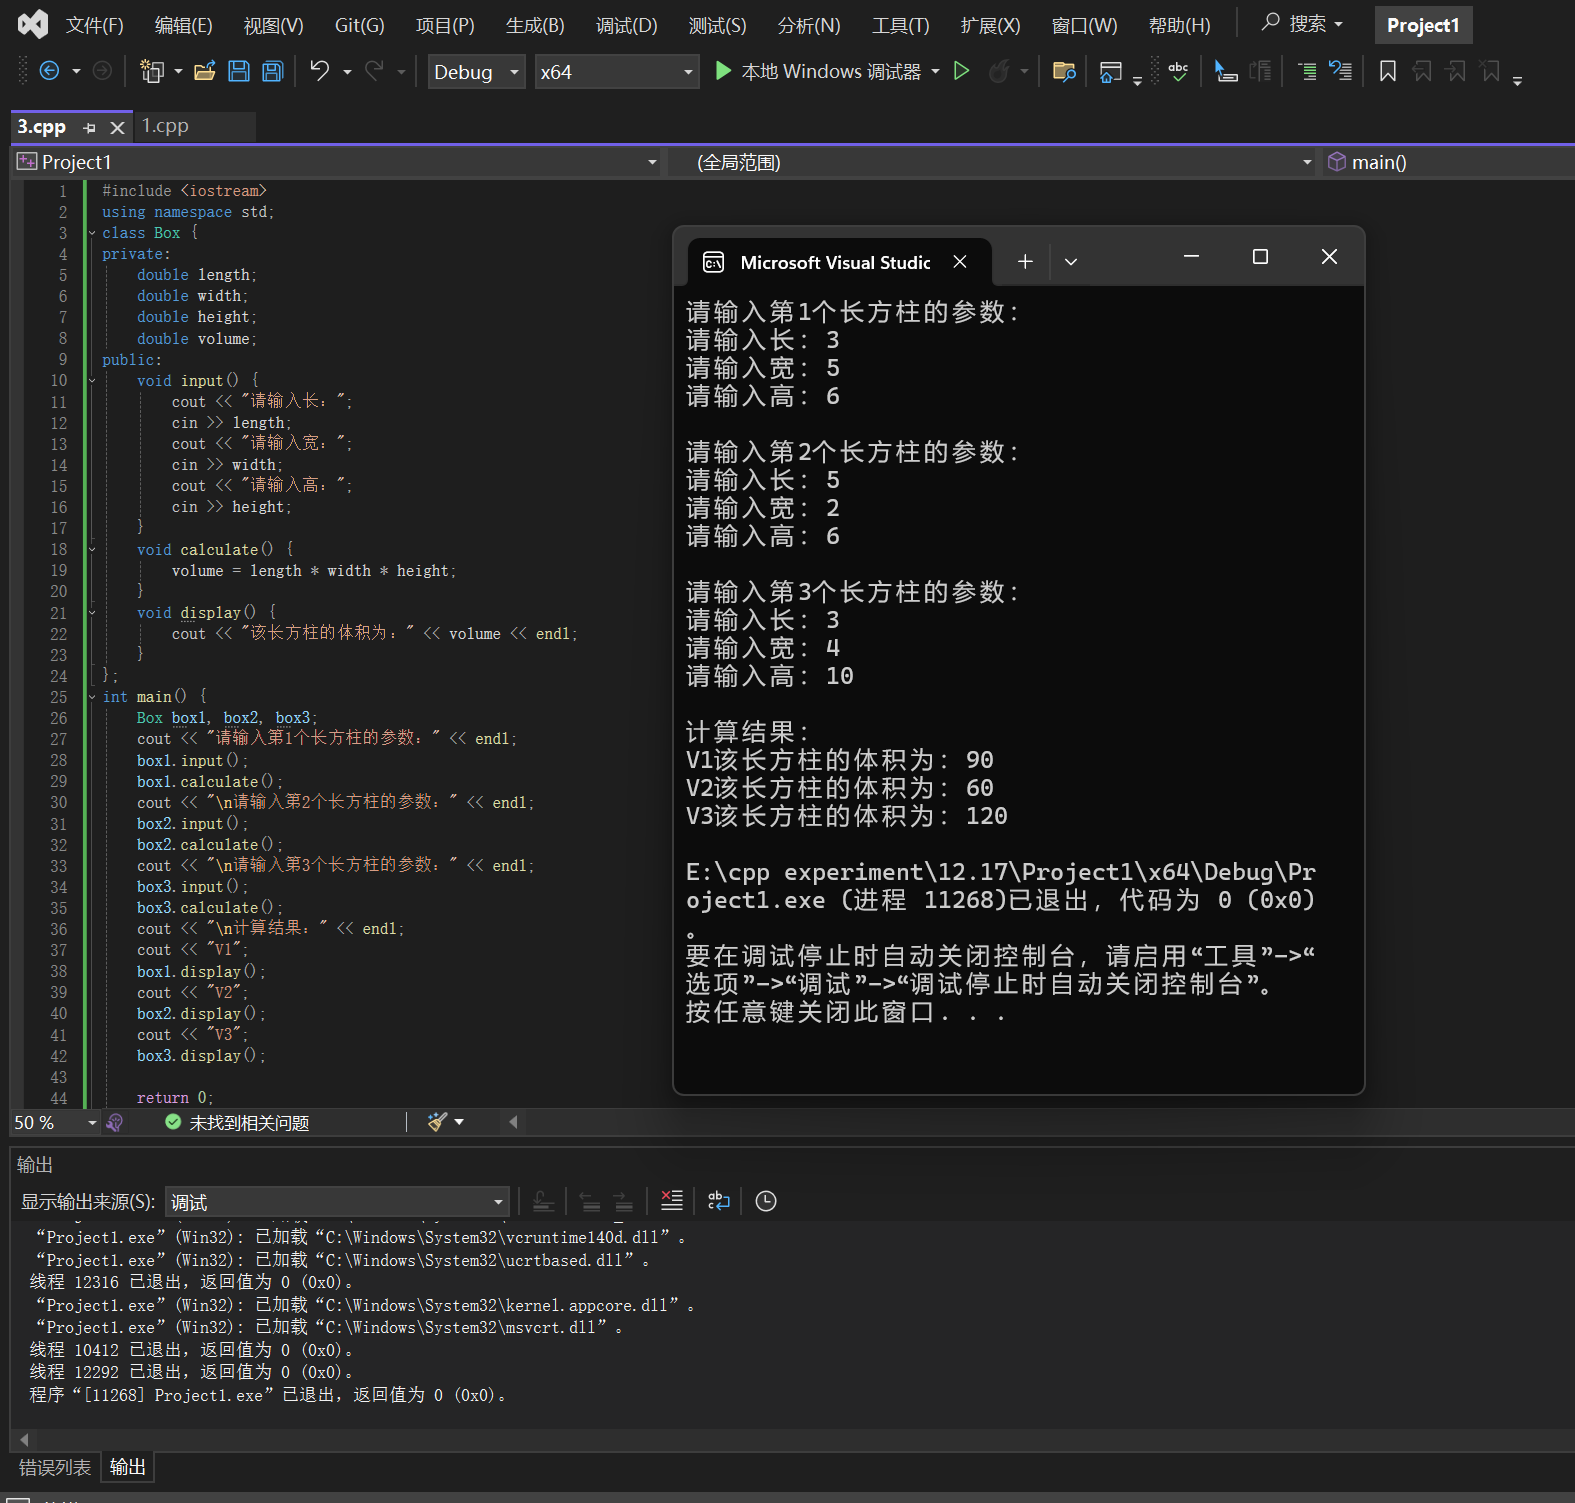 文件(F) 编辑(E) 视图(V) Git(G) 项目(P) 生成(B) 调试(D) 测试(S) 分析(N) 工具(T) 扩展(X) 窗口(W) 帮助(H) 搜索 Project1
Debug x64 本地 Windows 调试器
3.cpp 1.cpp
Project1 (全局范围) main()
1 #include <iostream>
2 using namespace std;
3 class Box {
4 private:
5 double length;
6 double width;
7 double height;
8 double volume;
9 public:
10 void input() {
11 cout << "请输入长：";
12 cin >> length;
13 cout << "请输入宽：";
14 cin >> width;
15 cout << "请输入高：";
16 cin >> height;
17 }
18 void calculate() {
19 volume = length * width * height;
20 }
21 void display() {
22 cout << "该长方柱的体积为：" << volume << endl;
23 }
24 };
25 int main() {
26 Box box1, box2, box3;
27 cout << "请输入第1个长方柱的参数：" << endl;
28 box1.input();
29 box1.calculate();
30 cout << "\n请输入第2个长方柱的参数：" << endl;
31 box2.input();
32 box2.calculate();
33 cout << "\n请输入第3个长方柱的参数：" << endl;
34 box3.input();
35 box3.calculate();
36 cout << "\n计算结果：" << endl;
37 cout << "V1";
38 box1.display();
39 cout << "V2";
40 box2.display();
41 cout << "V3";
42 box3.display();
43
44 return 0;
Microsoft Visual Studic
请输入第1个长方柱的参数：
请输入长：3
请输入宽：5
请输入高：6
请输入第2个长方柱的参数：
请输入长：5
请输入宽：2
请输入高：6
请输入第3个长方柱的参数：
请输入长：3
请输入宽：4
请输入高：10
计算结果：
V1该长方柱的体积为：90
V2该长方柱的体积为：60
V3该长方柱的体积为：120
E:\cpp experiment\12.17\Project1\x64\Debug\Pr
oject1.exe (进程 11268)已退出，代码为 0 (0x0)
。
要在调试停止时自动关闭控制台，请启用“工具”->“
选项”->“调试”->“调试停止时自动关闭控制台”。
按任意键关闭此窗口. . .
50 % 未找到相关问题
输出
显示输出来源(S): 调试
“Project1.exe”(Win32): 已加载“C:\Windows\System32\vcruntime140d.dll”。
“Project1.exe”(Win32): 已加载“C:\Windows\System32\ucrtbased.dll”。
线程 12316 已退出，返回值为 0 (0x0)。
“Project1.exe”(Win32): 已加载“C:\Windows\System32\kernel.appcore.dll”。
“Project1.exe”(Win32): 已加载“C:\Windows\System32\msvcrt.dll”。
线程 10412 已退出，返回值为 0 (0x0)。
线程 12292 已退出，返回值为 0 (0x0)。
程序“[11268] Project1.exe”已退出，返回值为 0 (0x0)。
错误列表 输出